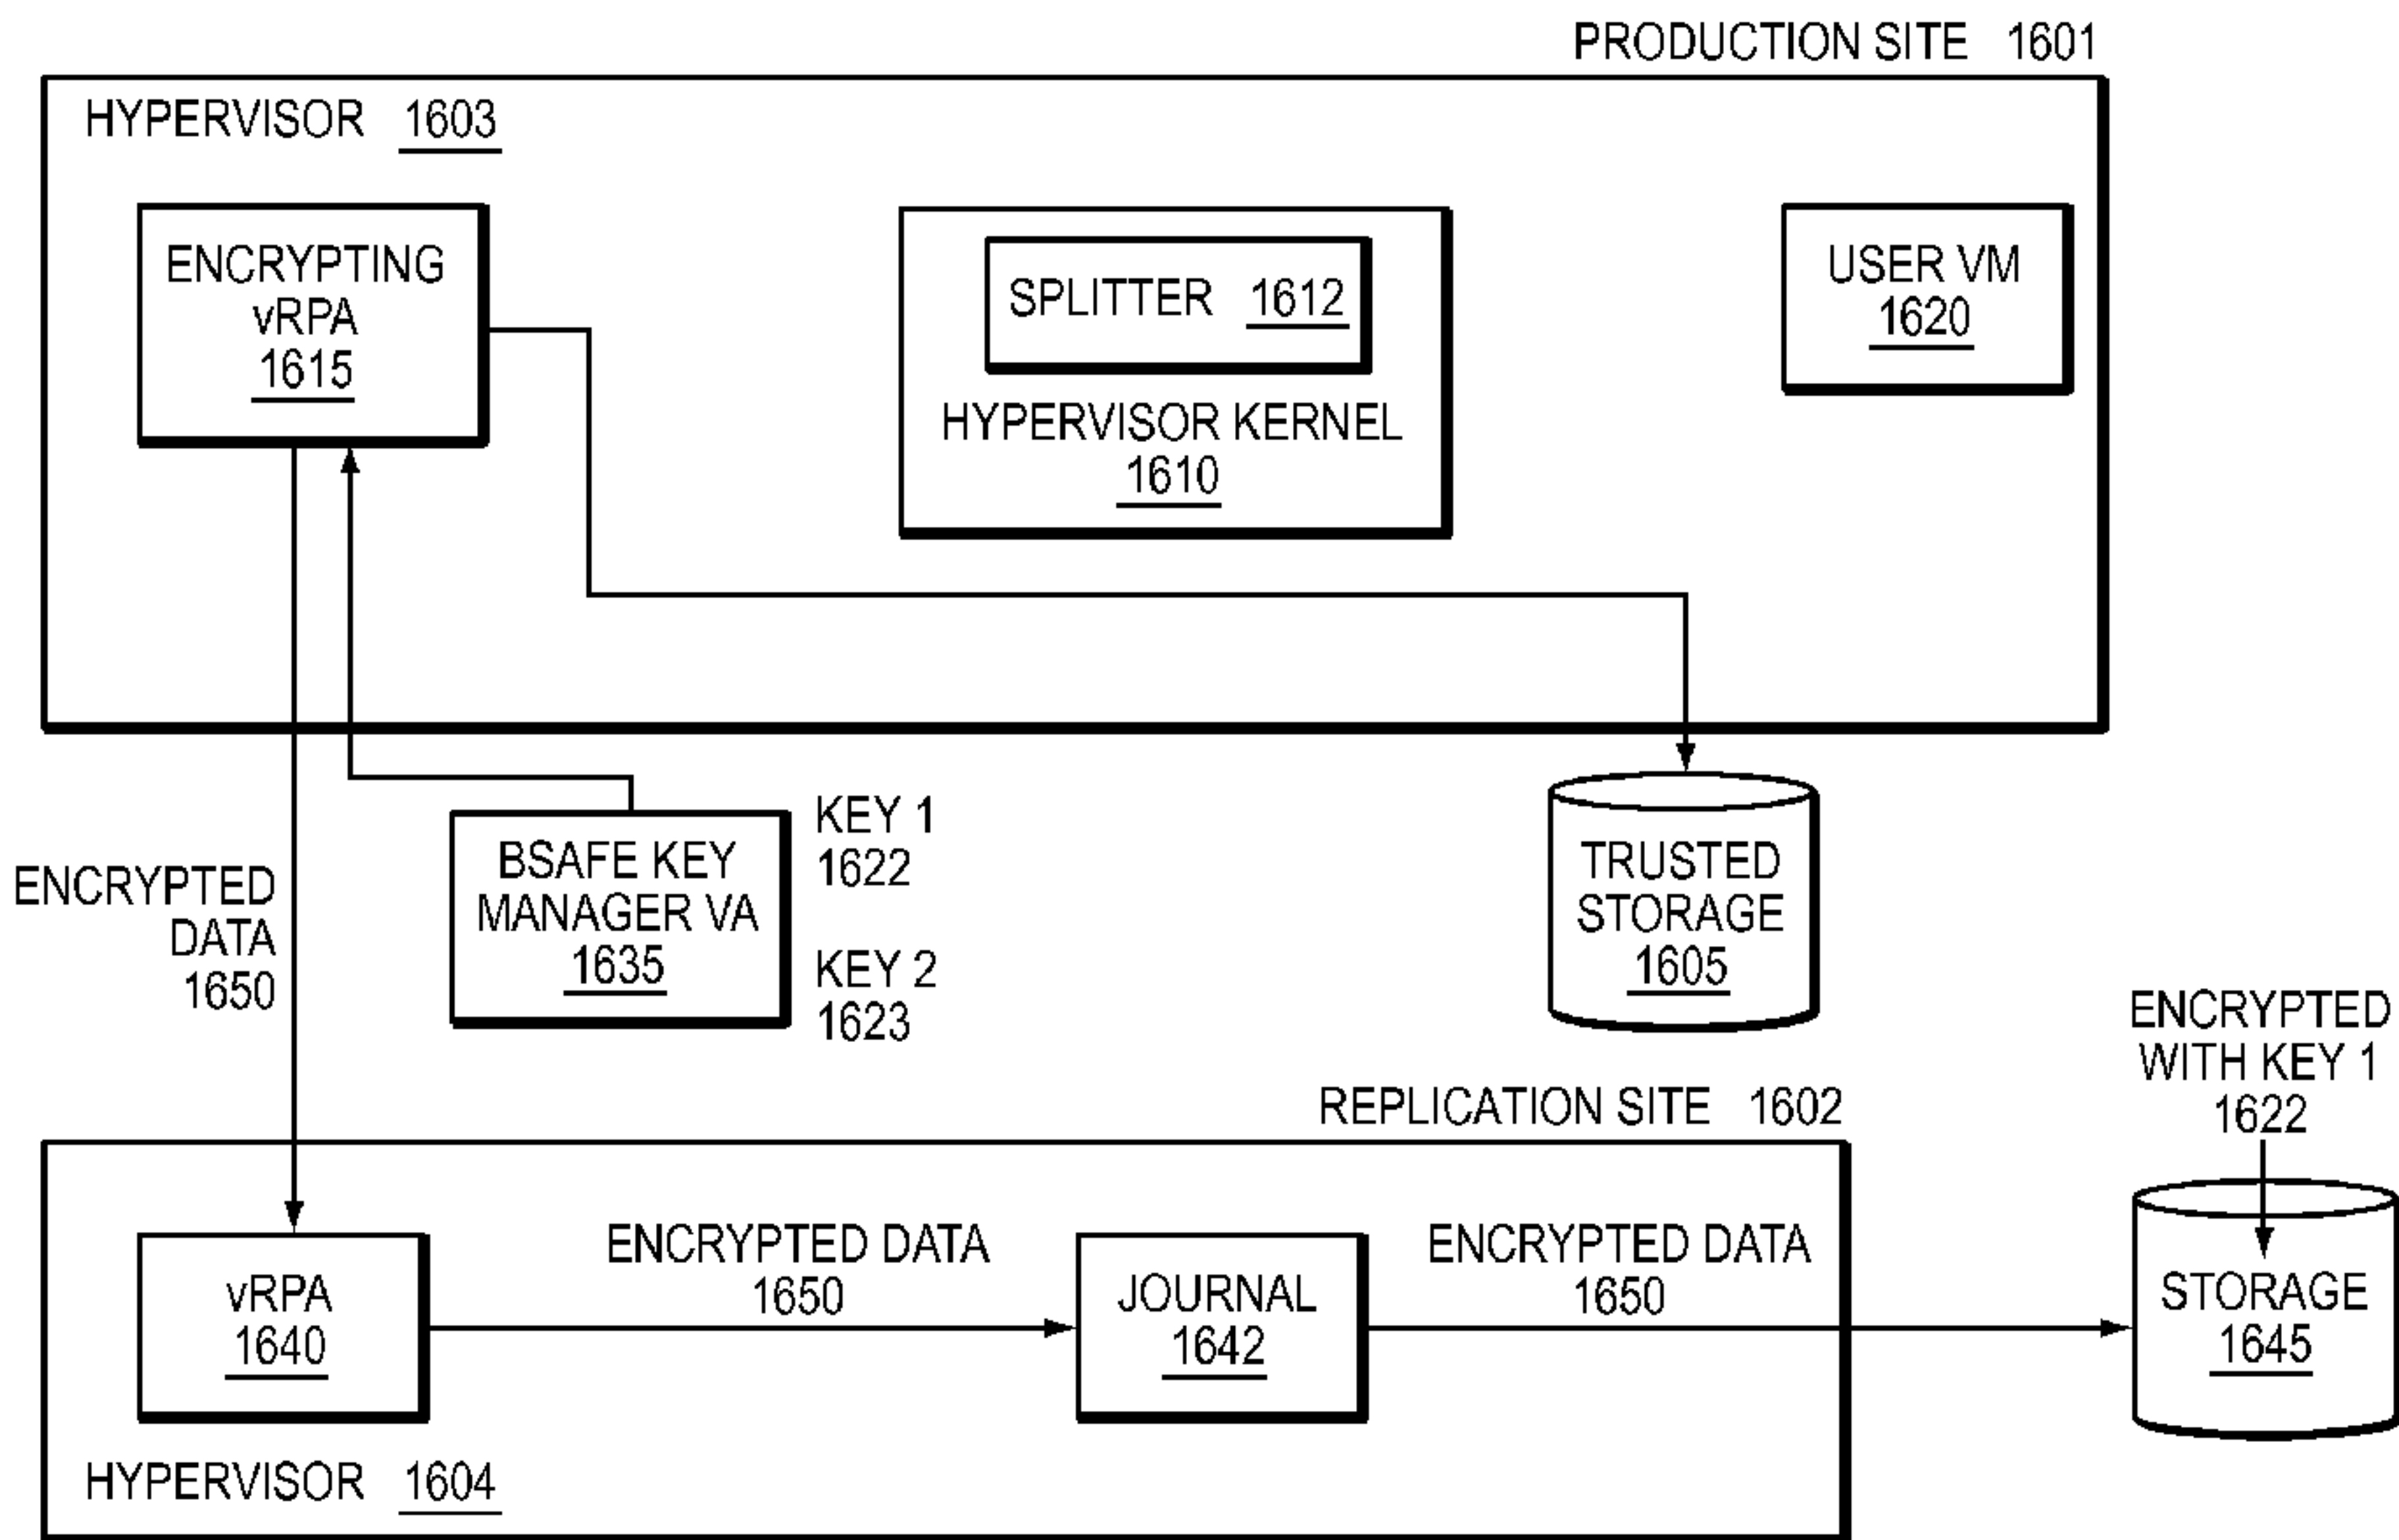 PRODUCTION SITE 1601
HYPERVISOR 1603
ENCRYPTING
vRPA
1615
SPLITTER 1612
HYPERVISOR KERNEL
1610
USER VM
1620
ENCRYPTED
DATA
1650
BSAFE KEY
MANAGER VA
1635
KEY 1
1622
KEY 2
1623
TRUSTED
STORAGE
1605
ENCRYPTED
WITH KEY 1
1622
REPLICATION SITE 1602
vRPA
1640
ENCRYPTED DATA
1650
JOURNAL
1642
ENCRYPTED DATA
1650
STORAGE
1645
HYPERVISOR 1604